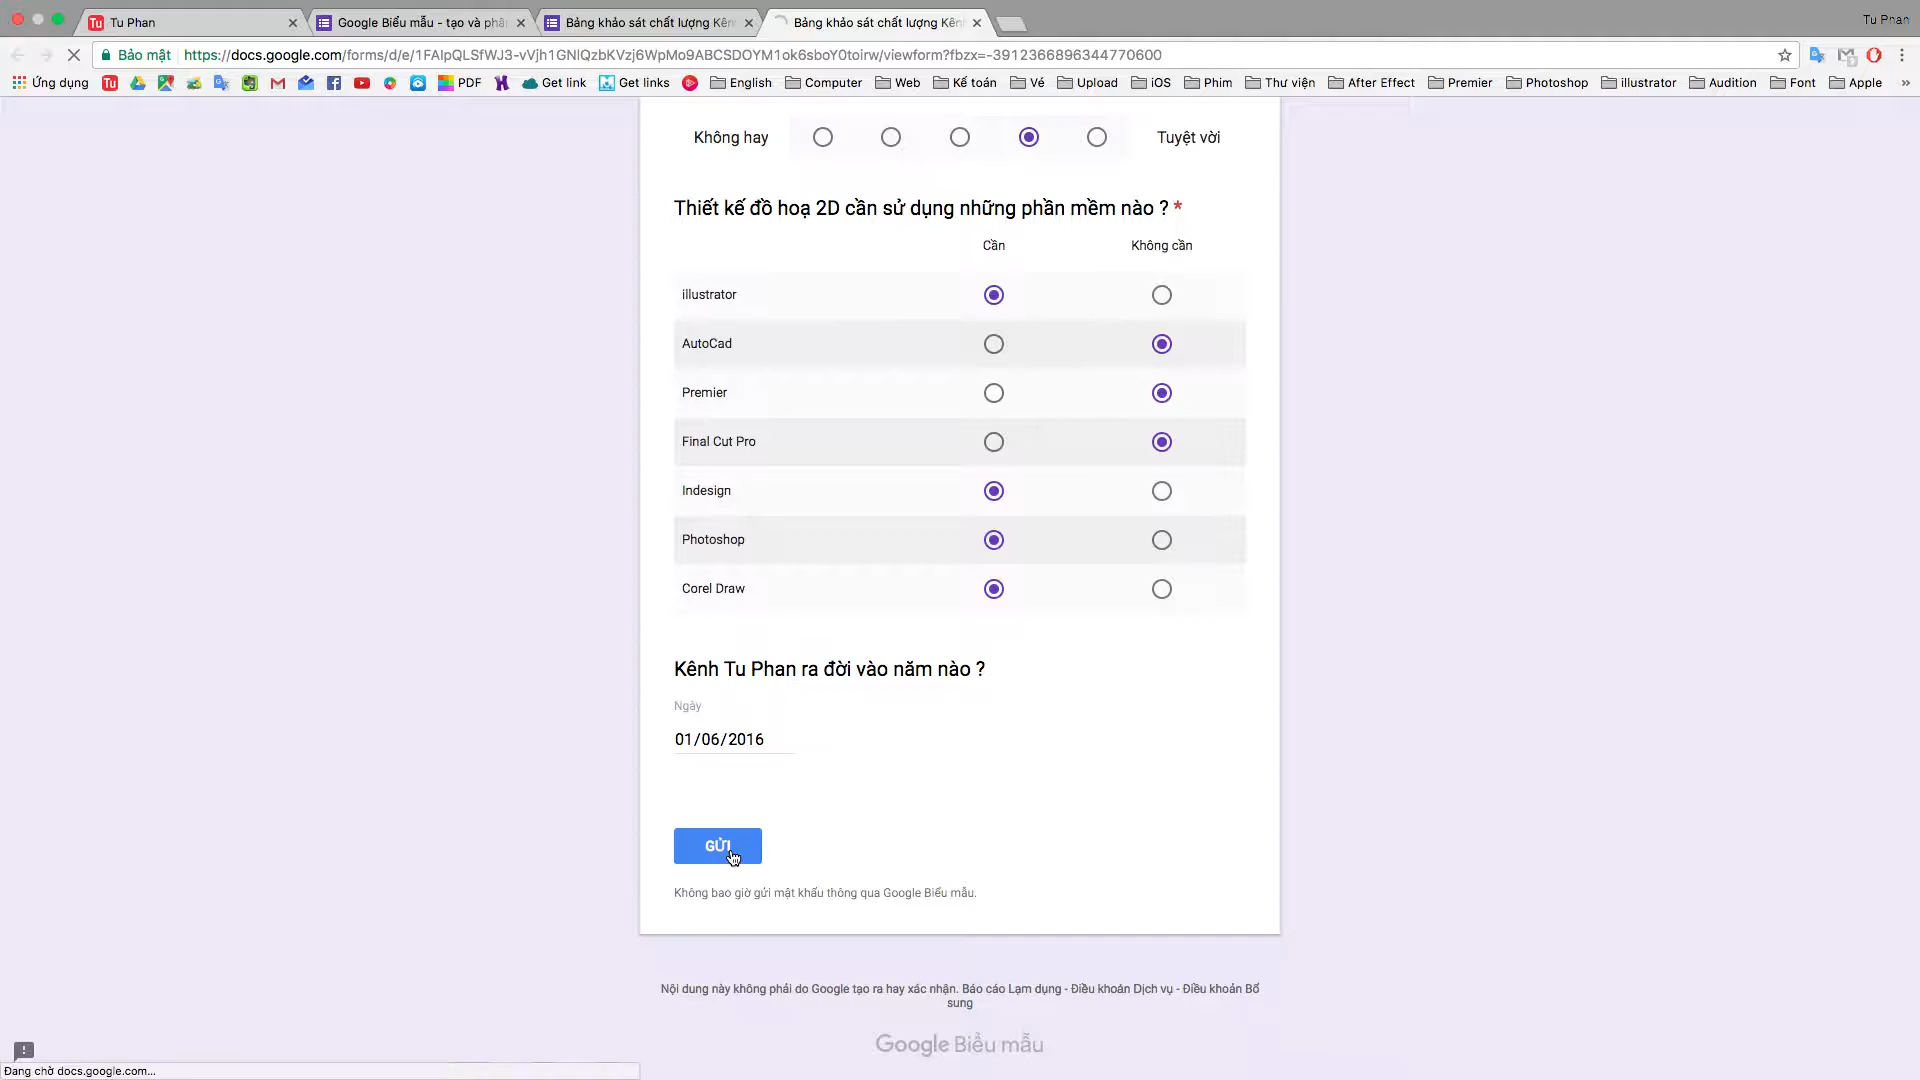 Tu Phan
Google Biểu mẫu - tạo và phân
Bảng khảo sát chất lượng Kên
Bảng khảo sát chất lượng Kênh
Tu Phan
Bảo mật
https://docs.google.com/forms/d/e/1FAIpQLSfWJ3-vVjh1GNlQzbKVzj6WpMo9ABCSDOYM1ok6sboY0toirw/viewform?fbzx=-3912366896344770600
Ứng dụng Tu PDF Get link Get links English Computer Web Kế toán Vé Upload iOS Phim Thư viện After Effect Premier Photoshop illustrator Audition Font Apple »
Không hay Tuyệt vời
Thiết kế đồ hoạ 2D cần sử dụng những phần mềm nào ? *
Cần Không cần
illustrator
AutoCad
Premier
Final Cut Pro
Indesign
Photoshop
Corel Draw
Kênh Tu Phan ra đời vào năm nào ?
Ngày
01/06/2016
GỬI
Không bao giờ gửi mật khẩu thông qua Google Biểu mẫu.
Nội dung này không phải do Google tạo ra hay xác nhận. Báo cáo Lạm dụng - Điều khoản Dịch vụ - Điều khoản Bổ
sung
Google Biểu mẫu
Đang chờ docs.google.com...